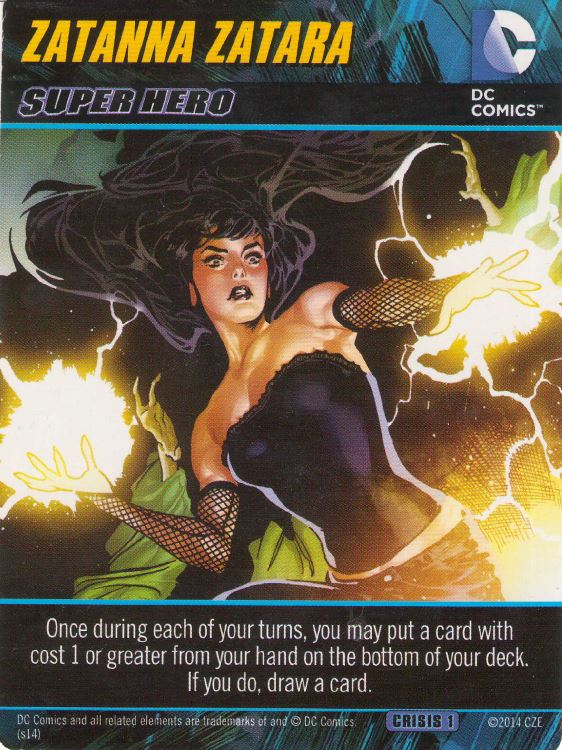 ZATANNA ZATARA
SUPER HERO
DC
COMICS™
Once during each of your turns, you may put a card with
cost 1 or greater from your hand on the bottom of your deck.
If you do, draw a card.
DC Comics and all related elements are trademarks of and © DC Comics.
(s14)
CRISIS 1
©2014 CZE